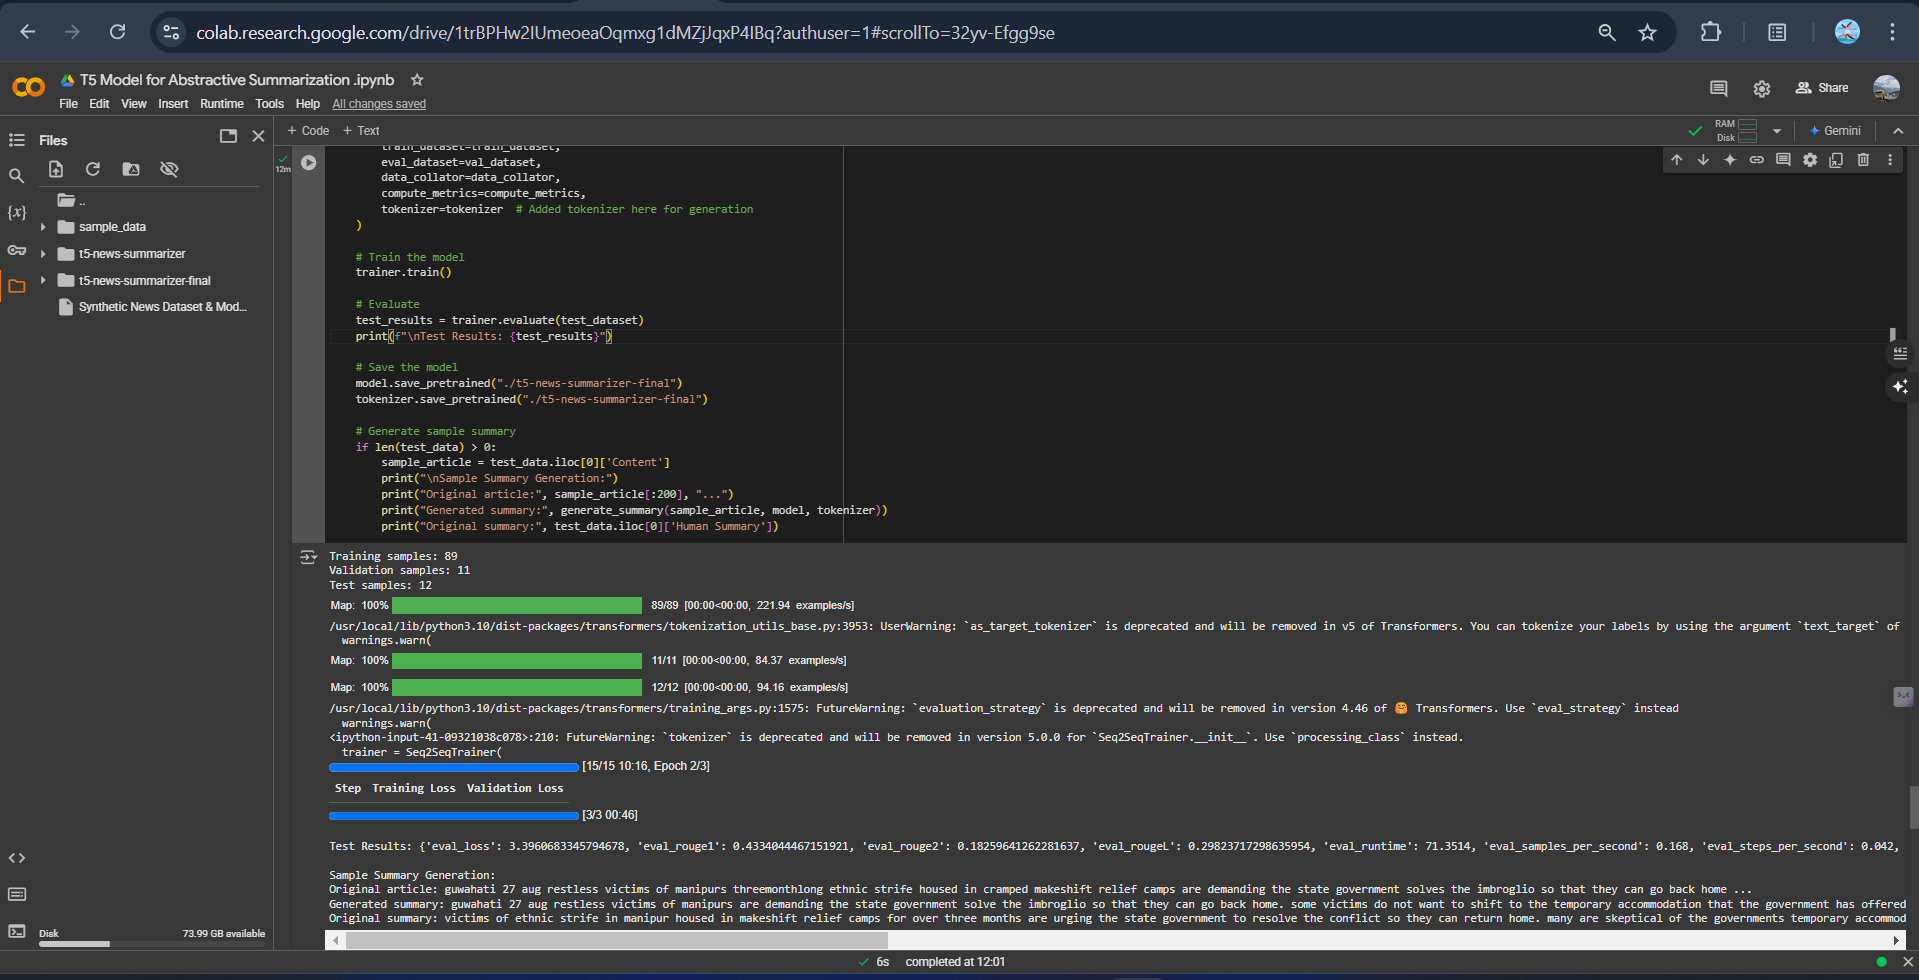 colab.research.google.com/drive/1trBPHw2IUmeoeaOqmxg1dMZjJqxP4IBq?authuser=1#scrollTo=32yv-Efgg9se
T5 Model for Abstractive Summarization .ipynb
File Edit View Insert Runtime Tools Help All changes saved
Share
Files
+ Code + Text
RAM
Disk
Gemini
..
sample_data
t5-news-summarizer
t5-news-summarizer-final
Synthetic News Dataset & Mod...
{x}
12m
train_dataset=train_dataset,
eval_dataset=val_dataset,
data_collator=data_collator,
compute_metrics=compute_metrics,
tokenizer=tokenizer # Added tokenizer here for generation
)
# Train the model
trainer.train()
# Evaluate
test_results = trainer.evaluate(test_dataset)
print(f"\nTest Results: {test_results}")
# Save the model
model.save_pretrained("./t5-news-summarizer-final")
tokenizer.save_pretrained("./t5-news-summarizer-final")
# Generate sample summary
if len(test_data) > 0:
sample_article = test_data.iloc[0]['Content']
print("\nSample Summary Generation:")
print("Original article:", sample_article[:200], "...")
print("Generated summary:", generate_summary(sample_article, model, tokenizer))
print("Original summary:", test_data.iloc[0]['Human Summary'])
Training samples: 89
Validation samples: 11
Test samples: 12
Map: 100% 89/89 [00:00<00:00, 221.94 examples/s]
/usr/local/lib/python3.10/dist-packages/transformers/tokenization_utils_base.py:3953: UserWarning: `as_target_tokenizer` is deprecated and will be removed in v5 of Transformers. You can tokenize your labels by using the argument `text_target` of
warnings.warn(
Map: 100% 11/11 [00:00<00:00, 84.37 examples/s]
Map: 100% 12/12 [00:00<00:00, 94.16 examples/s]
/usr/local/lib/python3.10/dist-packages/transformers/training_args.py:1575: FutureWarning: `evaluation_strategy` is deprecated and will be removed in version 4.46 of 🤗 Transformers. Use `eval_strategy` instead
warnings.warn(
<ipython-input-41-09321038c078>:210: FutureWarning: `tokenizer` is deprecated and will be removed in version 5.0.0 for `Seq2SeqTrainer.__init__`. Use `processing_class` instead.
trainer = Seq2SeqTrainer(
[15/15 10:16, Epoch 2/3]
Step Training Loss Validation Loss
[3/3 00:46]
Test Results: {'eval_loss': 3.3960683345794678, 'eval_rouge1': 0.4334044467151921, 'eval_rouge2': 0.18259641262281637, 'eval_rougeL': 0.29823717298635954, 'eval_runtime': 71.3514, 'eval_samples_per_second': 0.168, 'eval_steps_per_second': 0.042,
Sample Summary Generation:
Original article: guwahati 27 aug restless victims of manipurs threemonthlong ethnic strife housed in cramped makeshift relief camps are demanding the state government solves the imbroglio so that they can go back home ...
Generated summary: guwahati 27 aug restless victims of manipurs are demanding the state government solve the imbroglio so that they can go back home. some victims do not want to shift to the temporary accommodation that the government has offered
Original summary: victims of ethnic strife in manipur housed in makeshift relief camps for over three months are urging the state government to resolve the conflict so they can return home. many are skeptical of the governments temporary accommod
Disk 73.99 GB available
6s completed at 12:01